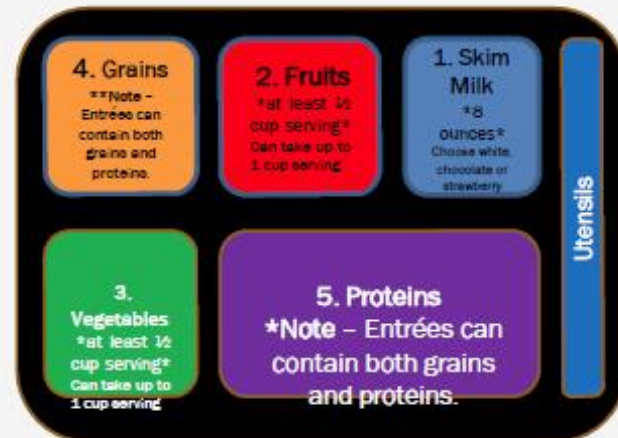 4. Grains
**Note –
Entrées can
contain both
grains and
proteins.
2. Fruits
*at least ½
cup serving*
Can take up to
1 cup serving
1. Skim
Milk
*8
ounces*
Choose white,
chocolate or
strawberry
Utensils
3.
Vegetables
*at least ½
cup serving*
Can take up to
1 cup serving
5. Proteins
*Note – Entrées can
contain both grains
and proteins.